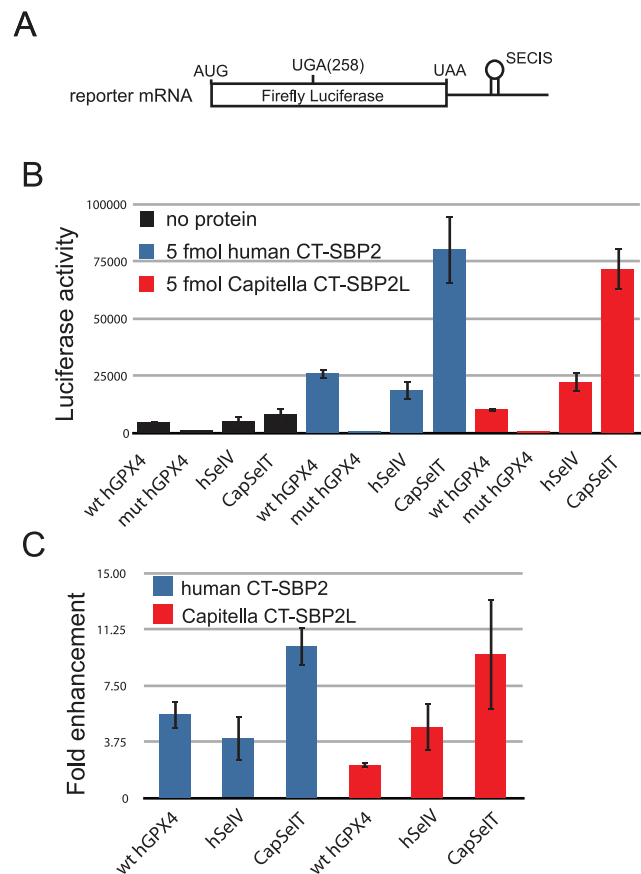 A
AUG
UGA(258)
UAA
SECIS
reporter mRNA
Firefly Luciferase
B
Luciferase activity
100000
75000
50000
25000
0
no protein
5 fmol human CT-SBP2
5 fmol Capitella CT-SBP2L
wt hGPX4
mut hGPX4
hSelV
CapSelT
wt hGPX4
mut hGPX4
hSelV
CapSelT
wt hGPX4
mut hGPX4
hSelV
CapSelT
C
Fold enhancement
15.00
11.25
7.50
3.75
0
human CT-SBP2
Capitella CT-SBP2L
wt hGPX4
hSelV
CapSelT
wt hGPX4
hSelV
CapSelT